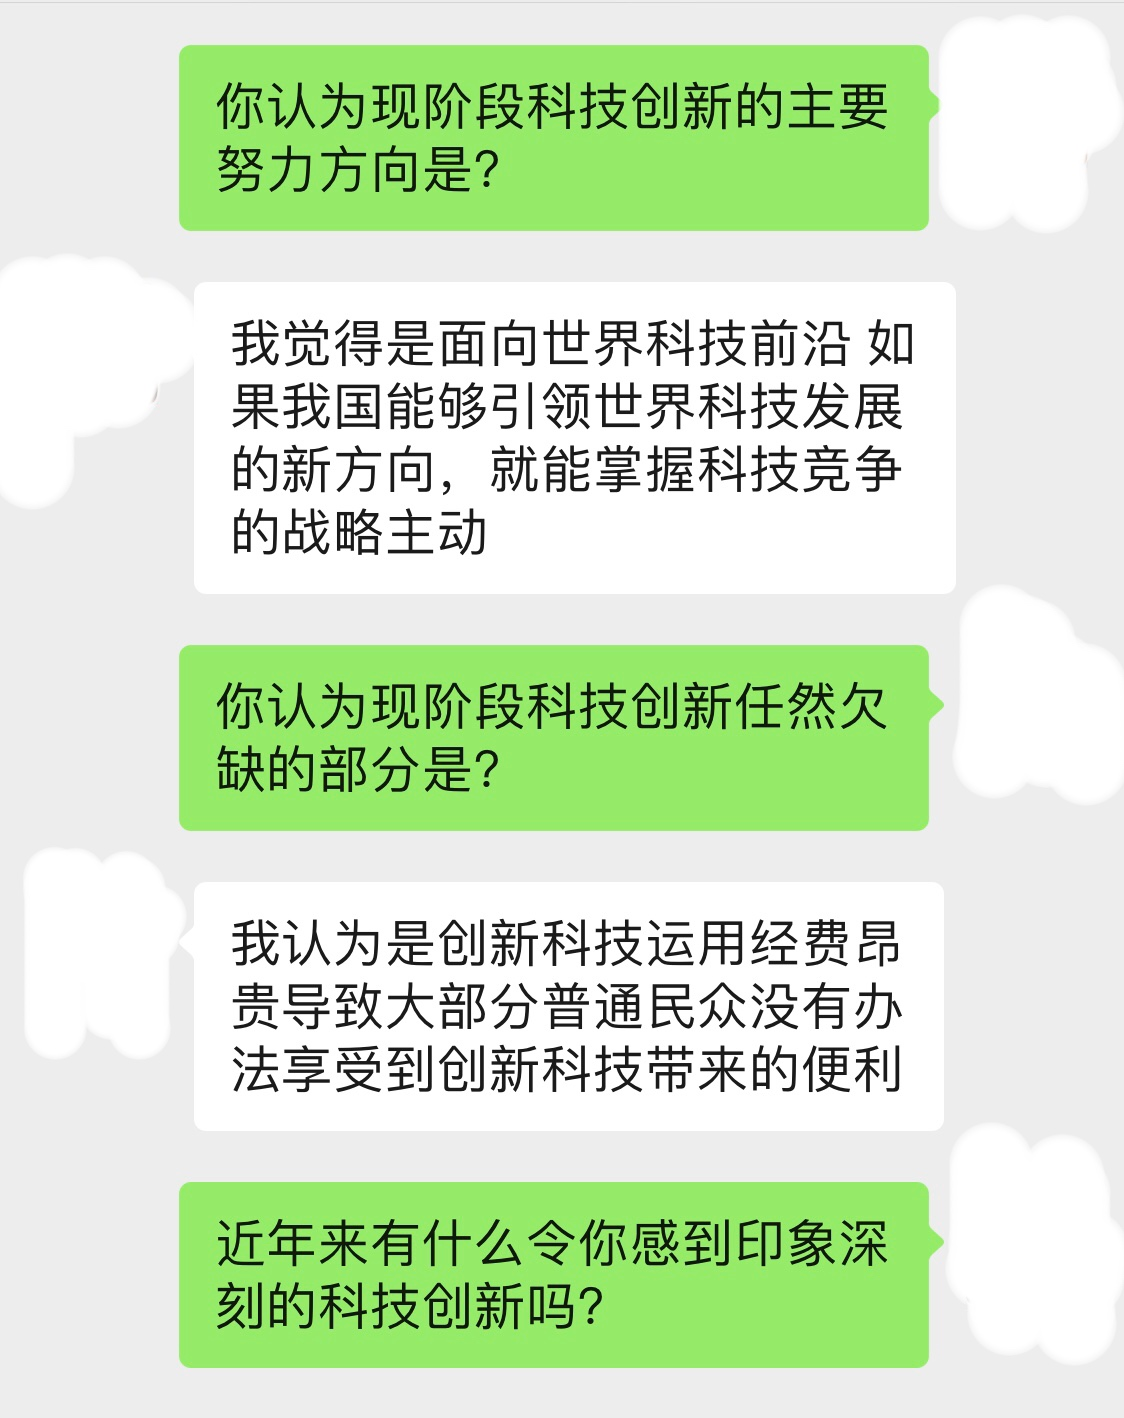 你认为现阶段科技创新的主要
努力方向是?
我觉得是面向世界科技前沿 如
果我国能够引领世界科技发展
的新方向，就能掌握科技竞争
的战略主动
你认为现阶段科技创新任然欠
缺的部分是?
我认为是创新科技运用经费昂
贵导致大部分普通民众没有办
法享受到创新科技带来的便利
近年来有什么令你感到印象深
刻的科技创新吗?